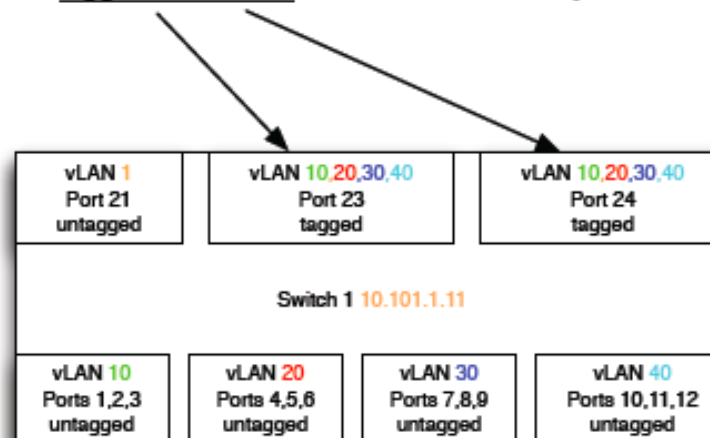 vLAN 1
Port 21
untagged
vLAN 10,20,30,40
Port 23
tagged
vLAN 10,20,30,40
Port 24
tagged
Switch 1 10.101.1.11
vLAN 10
Ports 1,2,3
untagged
vLAN 20
Ports 4,5,6
untagged
vLAN 30
Ports 7,8,9
untagged
vLAN 40
Ports 10,11,12
untagged